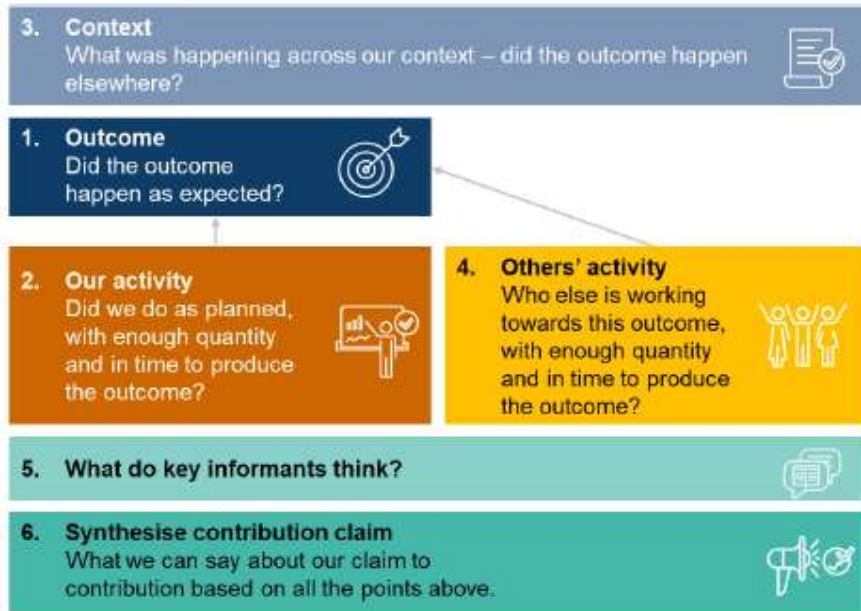 3. Context
What was happening across our context – did the outcome happen
elsewhere?
1. Outcome
Did the outcome
happen as expected?
2. Our activity
Did we do as planned,
with enough quantity
and in time to produce
the outcome?
4. Others’ activity
Who else is working
towards this outcome,
with enough quantity
and in time to produce
the outcome?
5. What do key informants think?
6. Synthesise contribution claim
What we can say about our claim to
contribution based on all the points above.